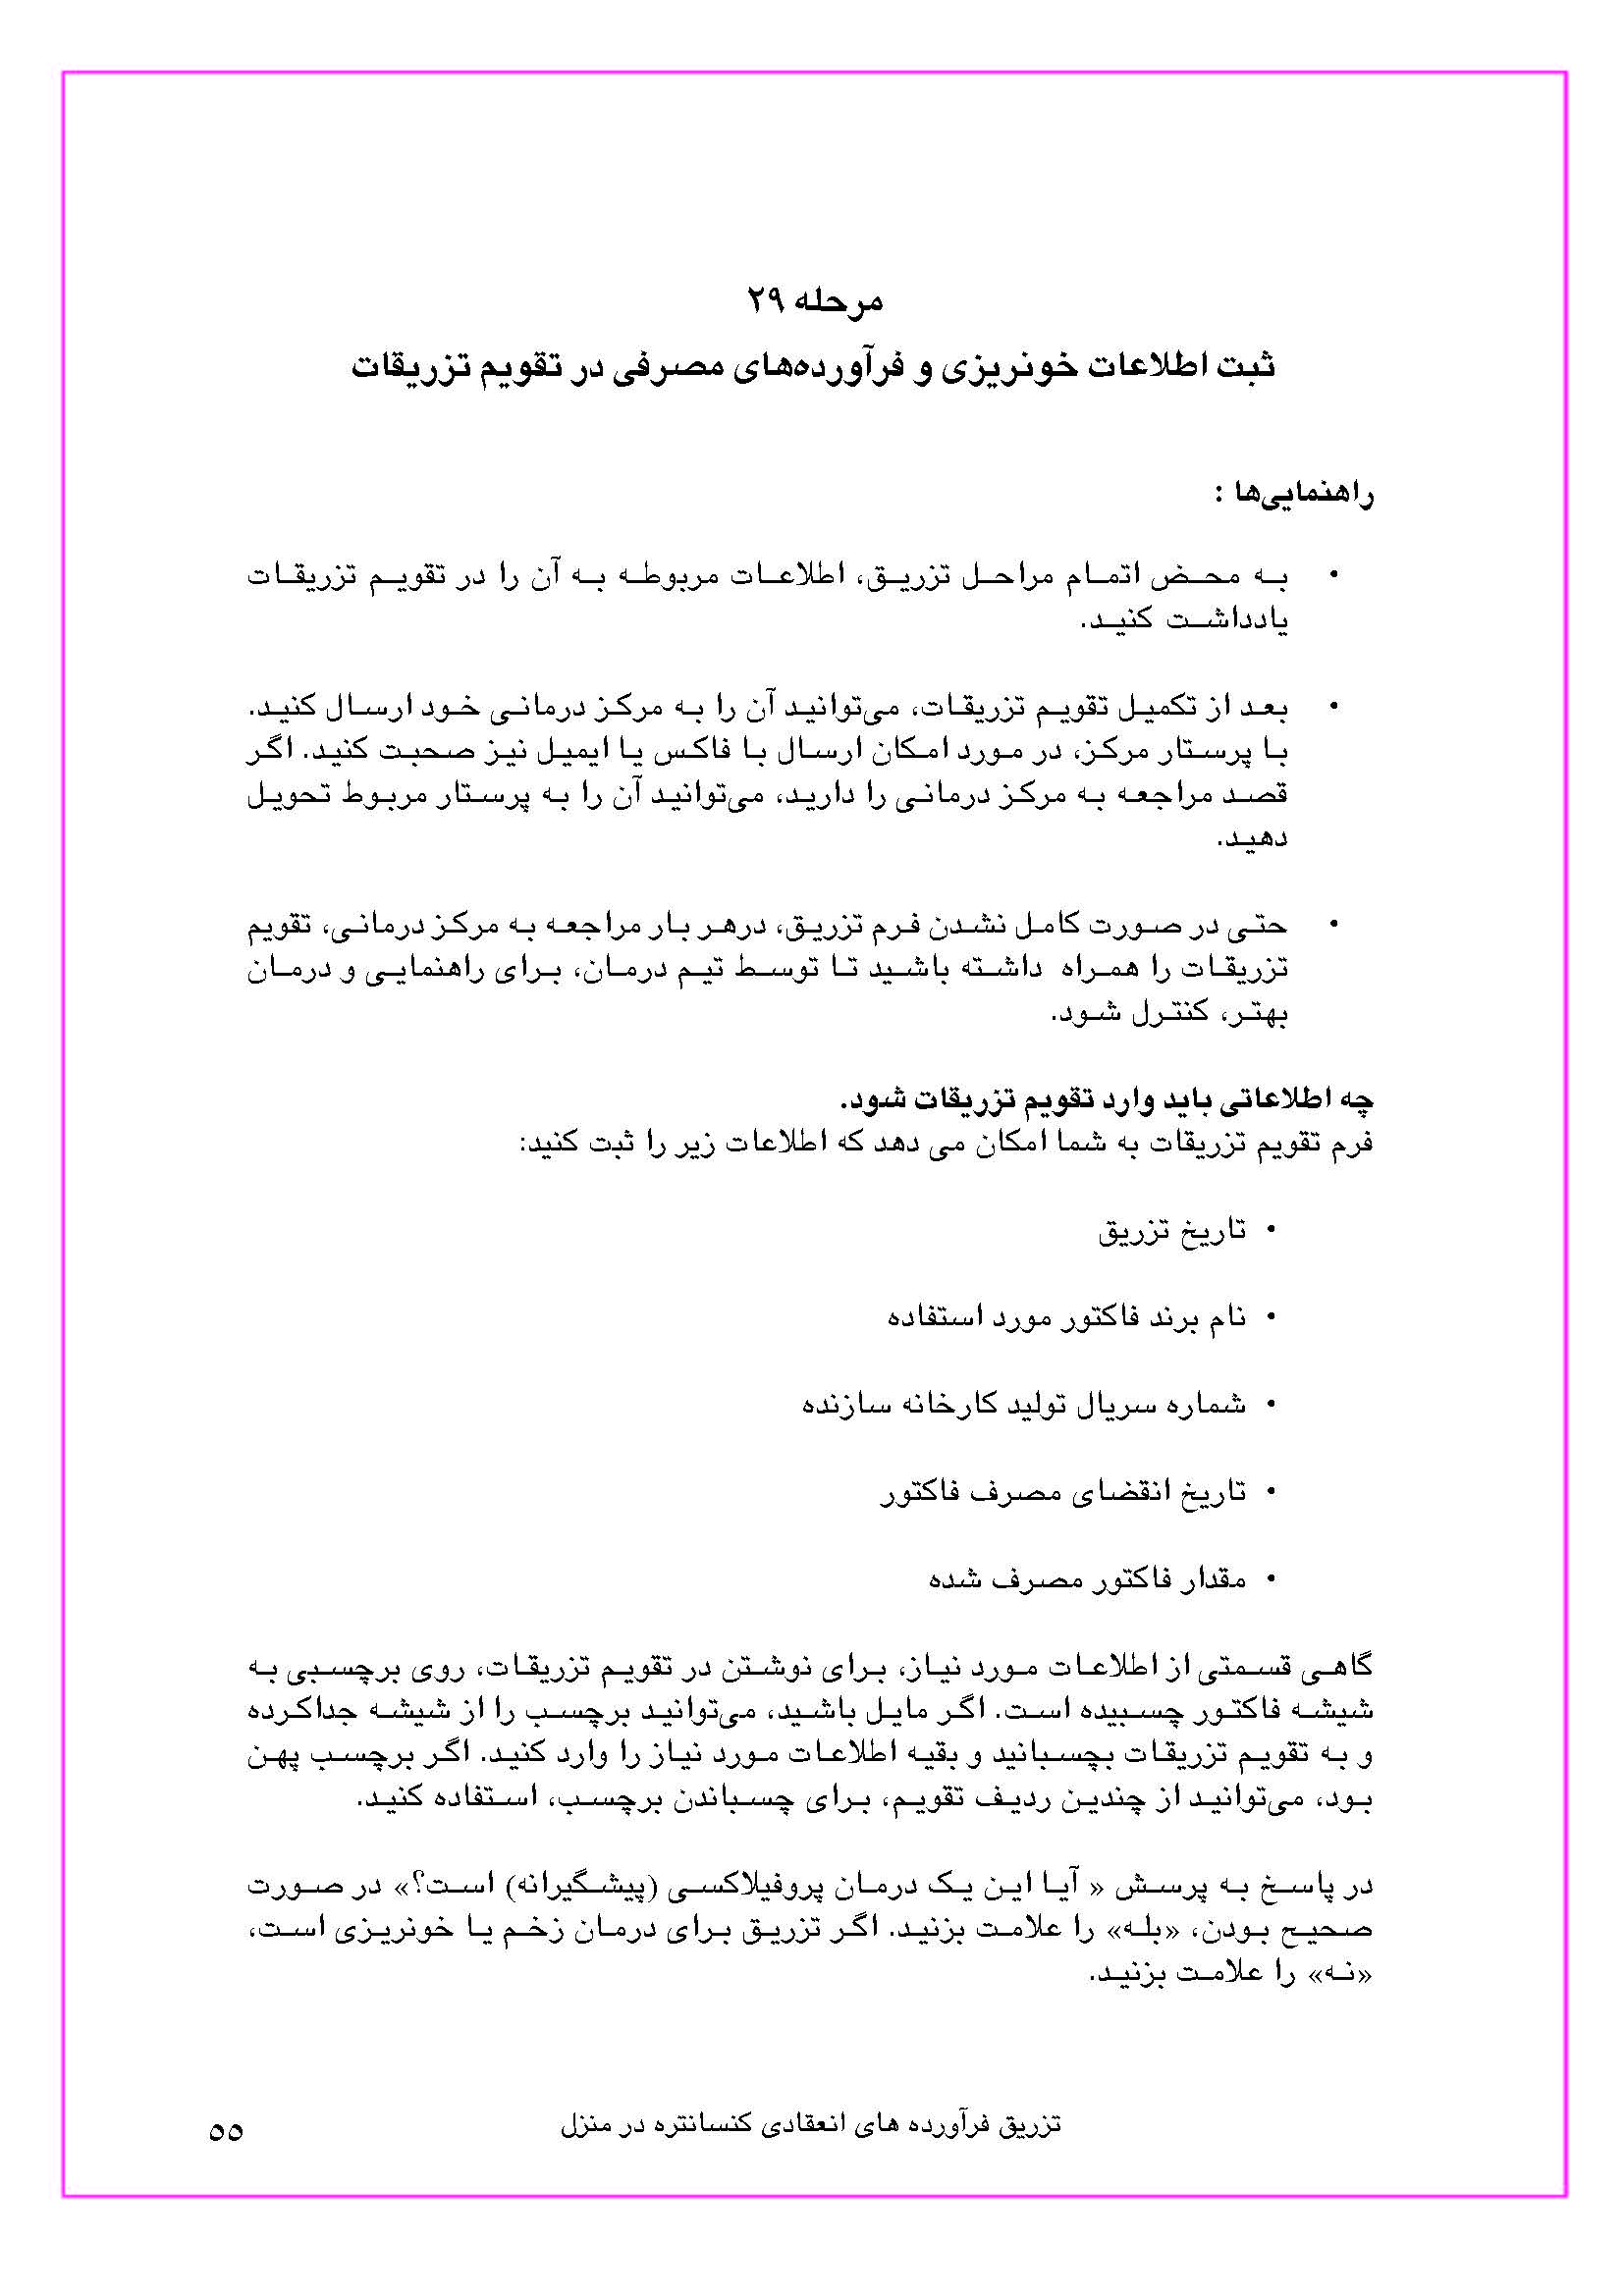 مرحله ۲۹
ثبت اطلاعات خونریزی و فرآورده‌های مصرفی در تقویم تزریقات
راهنمایی‌ها :
• به محض اتمام مراحل تزریق، اطلاعات مربوطه به آن را در تقویم تزریقات
یادداشت کنید.
• بعد از تکمیل تقویم تزریقات، می‌توانید آن را به مرکز درمانی خود ارسال کنید.
با پرستار مرکز، در مورد امکان ارسال با فاکس یا ایمیل نیز صحبت کنید. اگر
قصد مراجعه به مرکز درمانی را دارید، می‌توانید آن را به پرستار مربوط تحویل
دهید.
• حتی در صورت کامل نشدن فرم تزریق، درهر بار مراجعه به مرکز درمانی، تقویم
تزریقات را همراه داشته باشید تا توسط تیم درمان، برای راهنمایی و درمان
بهتر، کنترل شود.
چه اطلاعاتی باید وارد تقویم تزریقات شود.
فرم تقویم تزریقات به شما امکان می دهد که اطلاعات زیر را ثبت کنید:
• تاریخ تزریق
• نام برند فاکتور مورد استفاده
• شماره سریال تولید کارخانه سازنده
• تاریخ انقضای مصرف فاکتور
• مقدار فاکتور مصرف شده
گاهی قسمتی از اطلاعات مورد نیاز، برای نوشتن در تقویم تزریقات، روی برچسبی به
شیشه فاکتور چسبیده است. اگر مایل باشید، می‌توانید برچسب را از شیشه جداکرده
و به تقویم تزریقات بچسبانید و بقیه اطلاعات مورد نیاز را وارد کنید. اگر برچسب پهن
بود، می‌توانید از چندین ردیف تقویم، برای چسباندن برچسب، استفاده کنید.
در پاسخ به پرسش « آیا این یک درمان پروفیلاکسی (پیشگیرانه) است؟» در صورت
صحیح بودن، «بله» را علامت بزنید. اگر تزریق برای درمان زخم یا خونریزی است،
«نه» را علامت بزنید.
تزریق فرآورده های انعقادی کنسانتره در منزل
۵۵